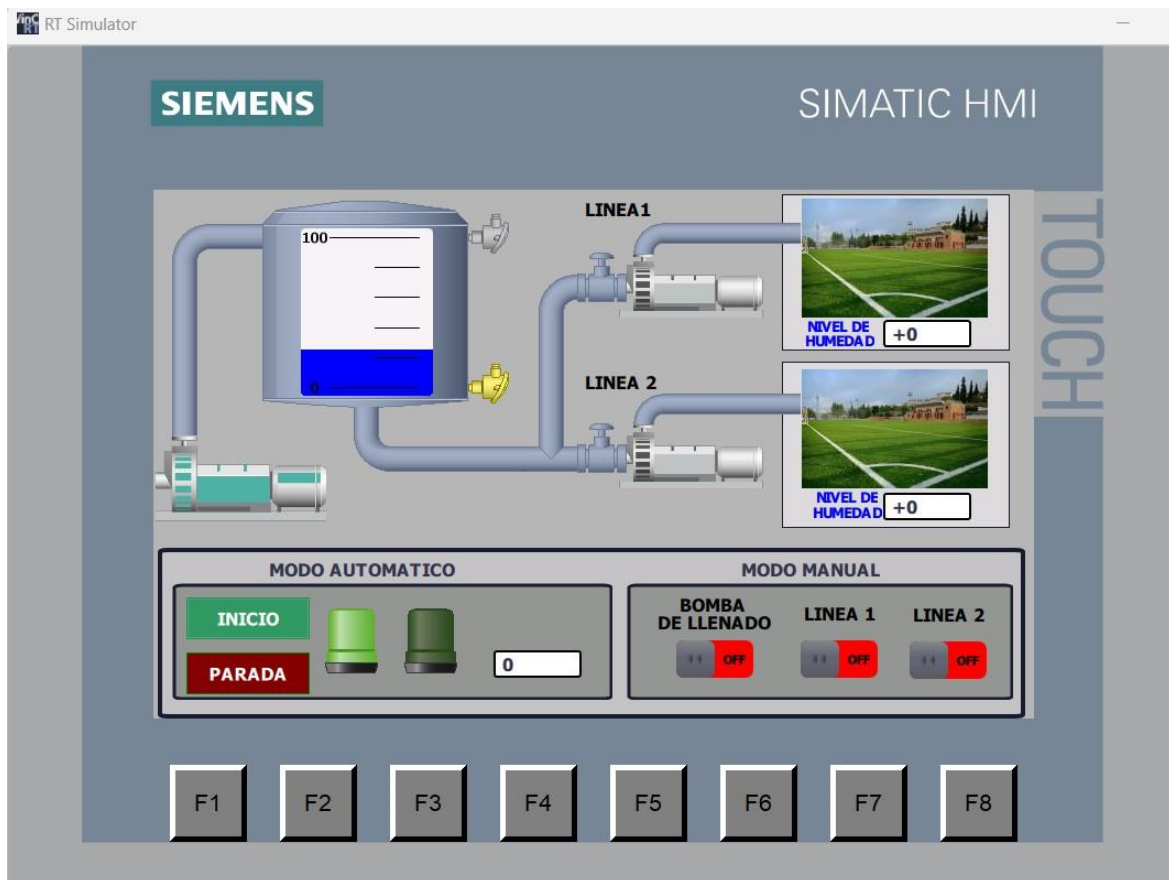 RT Simulator
SIEMENS
SIMATIC HMI
TOUCH
100
0
LINEA1
NIVEL DE
HUMEDAD
+0
LINEA 2
NIVEL DE
HUMEDAD
+0
MODO AUTOMATICO
INICIO
PARADA
0
MODO MANUAL
BOMBA
DE LLENADO
LINEA 1
LINEA 2
OFF
OFF
OFF
F1
F2
F3
F4
F5
F6
F7
F8